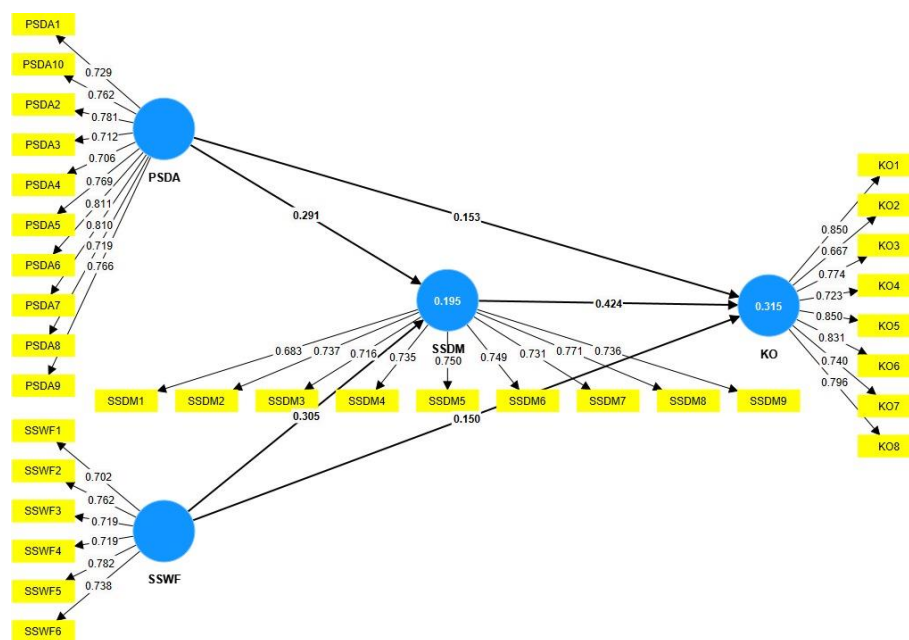 PSDA1
PSDA10
PSDA2
PSDA3
PSDA4
PSDA5
PSDA6
PSDA7
PSDA8
PSDA9
0.729
0.762
0.781
0.712
0.706
0.769
0.811
0.810
0.719
0.766
PSDA
0.291
0.153
SSWF1
SSWF2
SSWF3
SSWF4
SSWF5
SSWF6
0.702
0.762
0.719
0.719
0.782
0.738
SSWF
0.305
0.150
0.195
SSDM
0.424
0.683
0.737
0.716
0.735
0.750
0.749
0.731
0.771
0.736
SSDM1
SSDM2
SSDM3
SSDM4
SSDM5
SSDM6
SSDM7
SSDM8
SSDM9
0.315
KO
0.850
0.667
0.774
0.723
0.850
0.831
0.740
0.796
KO1
KO2
KO3
KO4
KO5
KO6
KO7
KO8